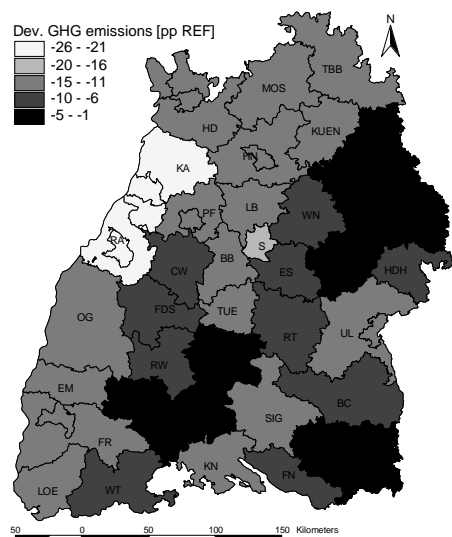 Dev. GHG emissions [pp REF]
-26 - -21
-20 - -16
-15 - -11
-10 - -6
-5 - -1
N
TBB
MOS
HD
KUEN
KA
HN
PF
LB
WN
RA
S
CW
BB
ES
HDH
OG
FDS
TUE
RT
UL
RW
EM
BC
SIG
FR
KN
FN
LOE
WT
50 0 50 100 150 Kilometers